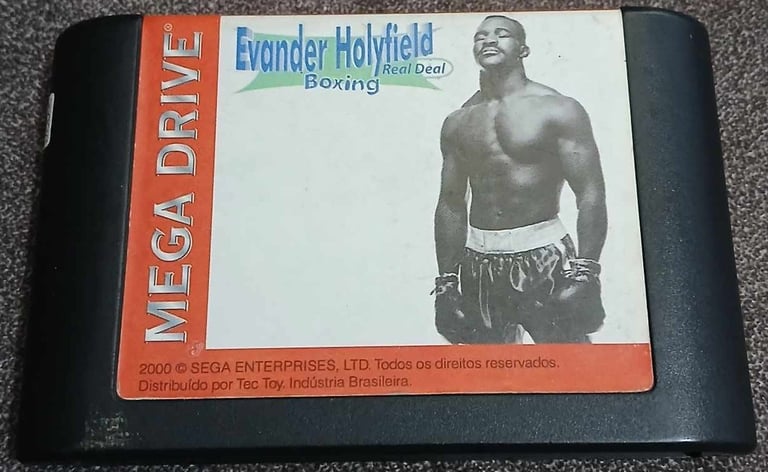 MEGA DRIVE®
Evander Holyfield
Real Deal
Boxing
2000 © SEGA ENTERPRISES, LTD. Todos os direitos reservados.
Distribuído por Tec Toy. Indústria Brasileira.